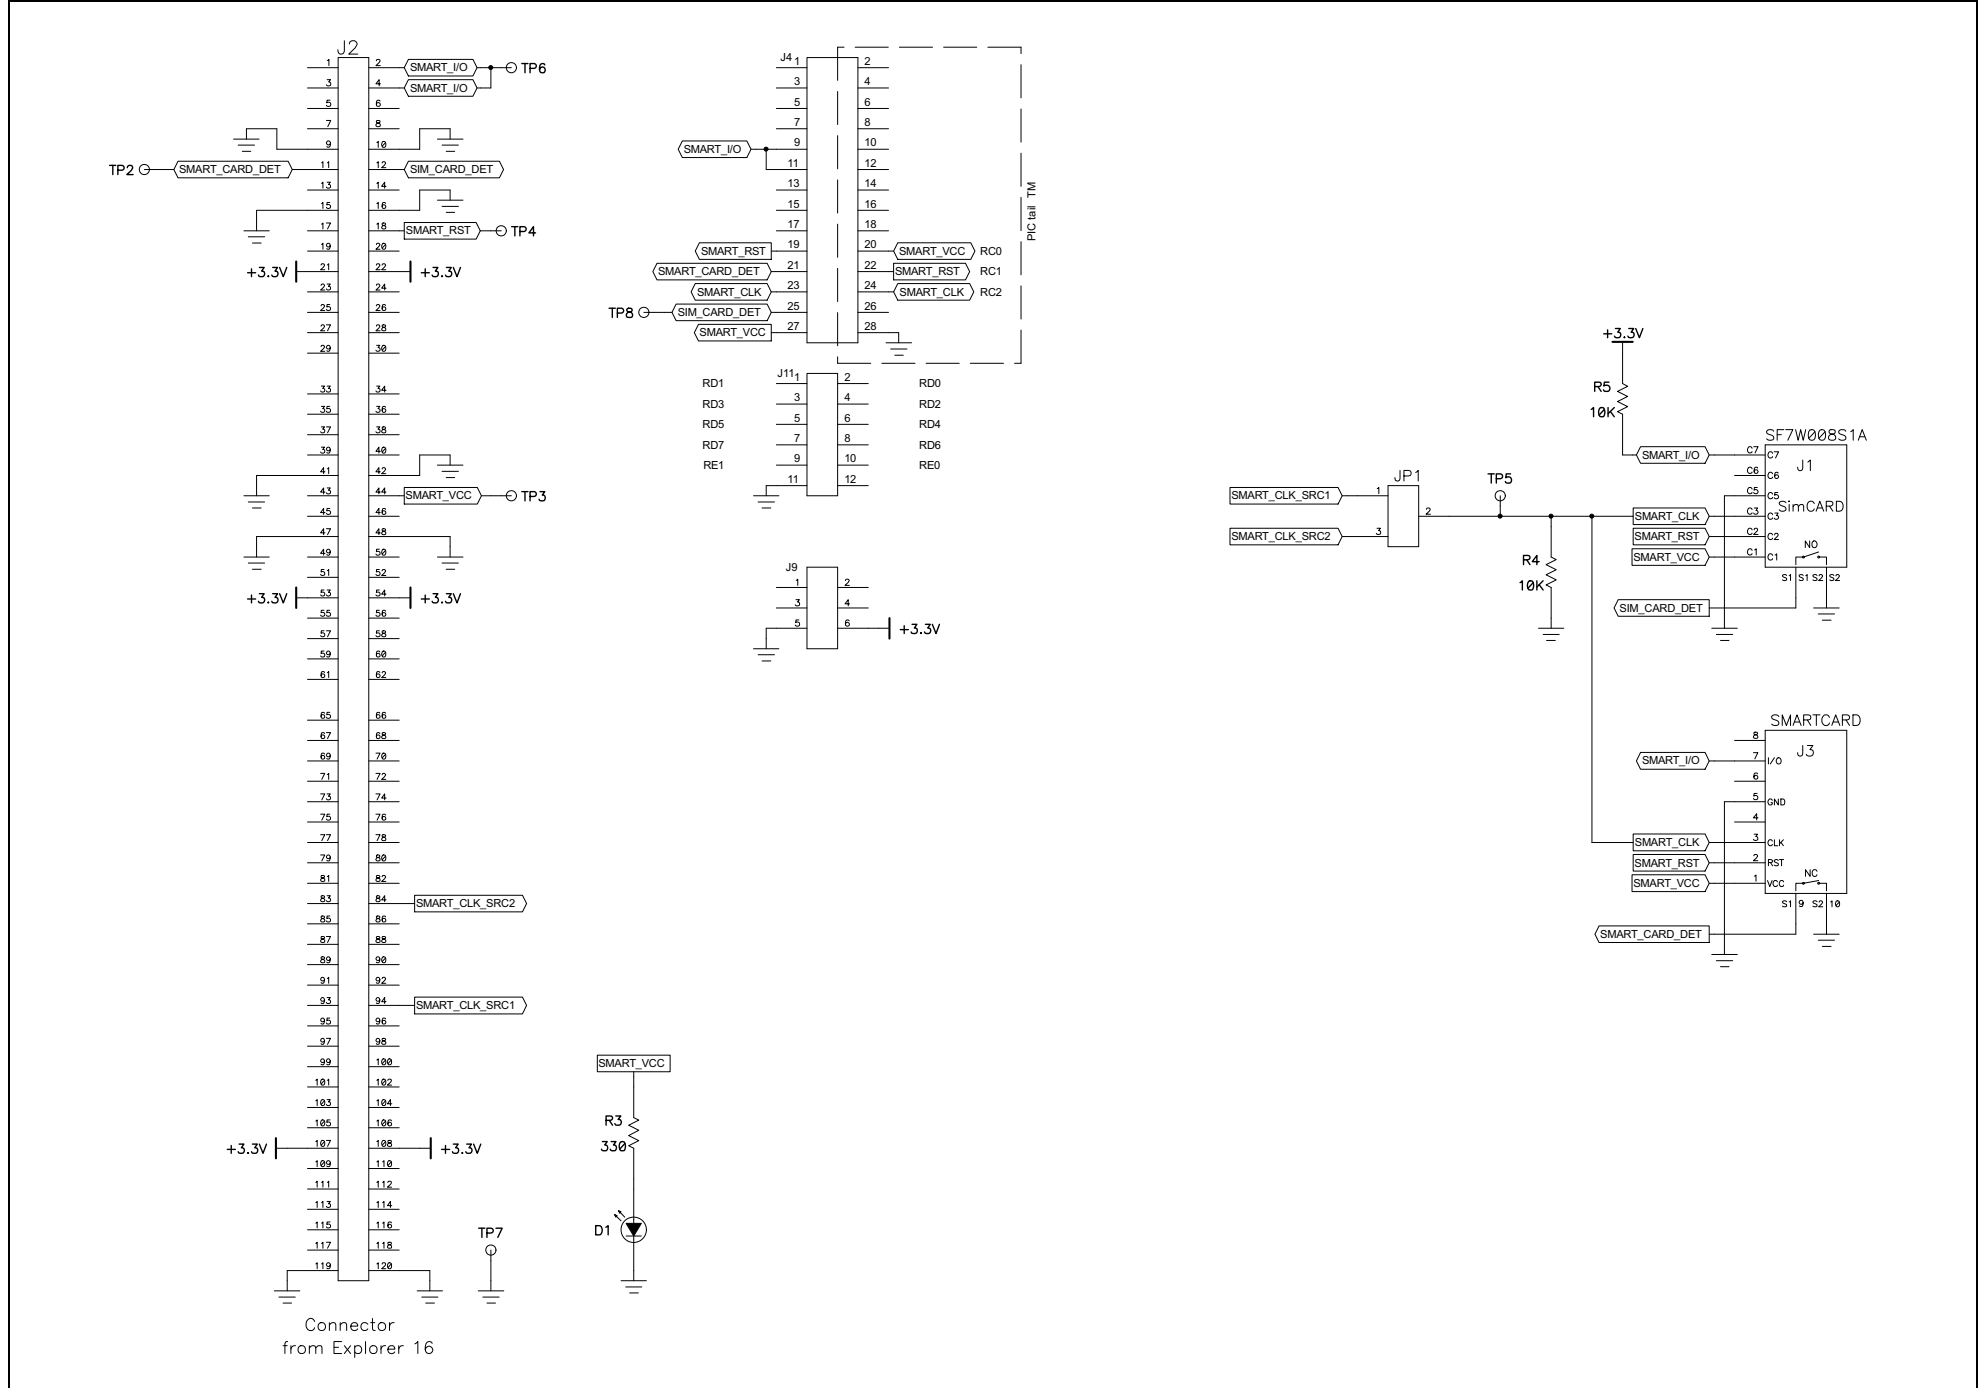 J2
1 2 SMART_I/O TP6
3 4 SMART_I/O
5 6
7 8
9 10
TP2 SMART_CARD_DET 11 12 SIM_CARD_DET
13 14
15 16
17 18 SMART_RST TP4
19 20
+3.3V 21 22 +3.3V
23 24
25 26
27 28
29 30
33 34
35 36
37 38
39 40
41 42
43 44 SMART_VCC TP3
45 46
47 48
49 50
51 52
+3.3V 53 54 +3.3V
55 56
57 58
59 60
61 62
65 66
67 68
69 70
71 72
73 74
75 76
77 78
79 80
81 82
83 84 SMART_CLK_SRC2
85 86
87 88
89 90
91 92
93 94 SMART_CLK_SRC1
95 96
97 98
99 100
101 102
103 104
105 106
+3.3V 107 108 +3.3V
109 110
111 112
113 114
115 116
117 118
119 120
Connector
from Explorer 16
TP7
J4
1 2
3 4
5 6
7 8
SMART_I/O 9 10
11 12
13 14
15 16
17 18
SMART_RST 19 20 SMART_VCC RC0
SMART_CARD_DET 21 22 SMART_RST RC1
SMART_CLK 23 24 SMART_CLK RC2
TP8 SIM_CARD_DET 25 26
SMART_VCC 27 28
PIC tail TM
J11
RD1 1 2 RD0
RD3 3 4 RD2
RD5 5 6 RD4
RD7 7 8 RD6
RE1 9 10 RE0
11 12
J9
1 2
3 4
5 6 +3.3V
SMART_VCC
R3
330
D1
SMART_CLK_SRC1 1
JP1
2
SMART_CLK_SRC2 3
TP5
R4
10K
+3.3V
R5
10K
SF7W008S1A
J1
SimCARD
SMART_I/O C7 C7
C6 C6
C5 C5
SMART_CLK C3 C3
SMART_RST C2 C2
SMART_VCC C1 C1
NO
S1 S1 S2 S2
SIM_CARD_DET
SMARTCARD
J3
8
SMART_I/O 7 I/O
6
5 GND
4
SMART_CLK 3 CLK
SMART_RST 2 RST
SMART_VCC 1 VCC
NC
S1 9 S2 10
SMART_CARD_DET